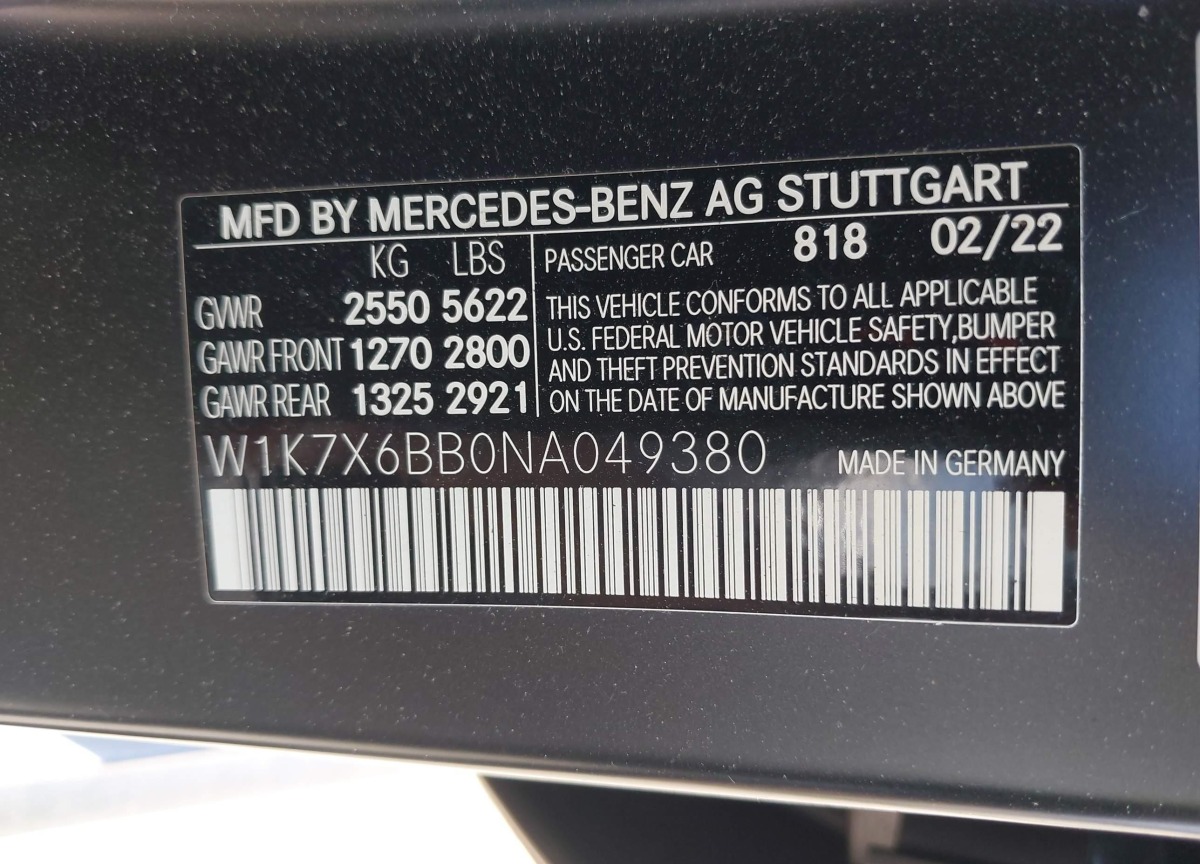 MFD BY MERCEDES-BENZ AG STUTTGART
KG LBS
GVWR 2550 5622
GAWR FRONT 1270 2800
GAWR REAR 1325 2921
PASSENGER CAR 818 02/22
THIS VEHICLE CONFORMS TO ALL APPLICABLE
U.S. FEDERAL MOTOR VEHICLE SAFETY,BUMPER
AND THEFT PREVENTION STANDARDS IN EFFECT
ON THE DATE OF MANUFACTURE SHOWN ABOVE
W1K7X6BB0NA049380
MADE IN GERMANY